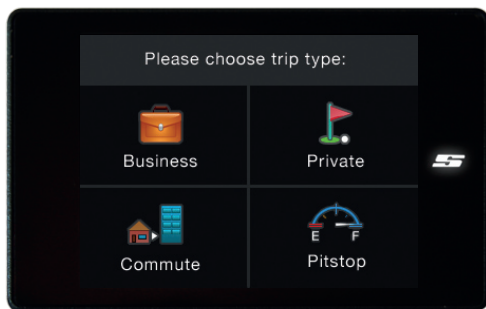 Please choose trip type:
Business
Private
Commute
E F
Pitstop